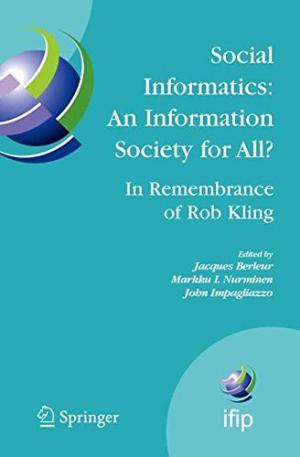 Social
Informatics:
An Information
Society for All?
In Remembrance
of Rob Kling
Edited by
Jacques Berleur
Markku I. Nurminen
John Impagliazzo
Springer
ifip